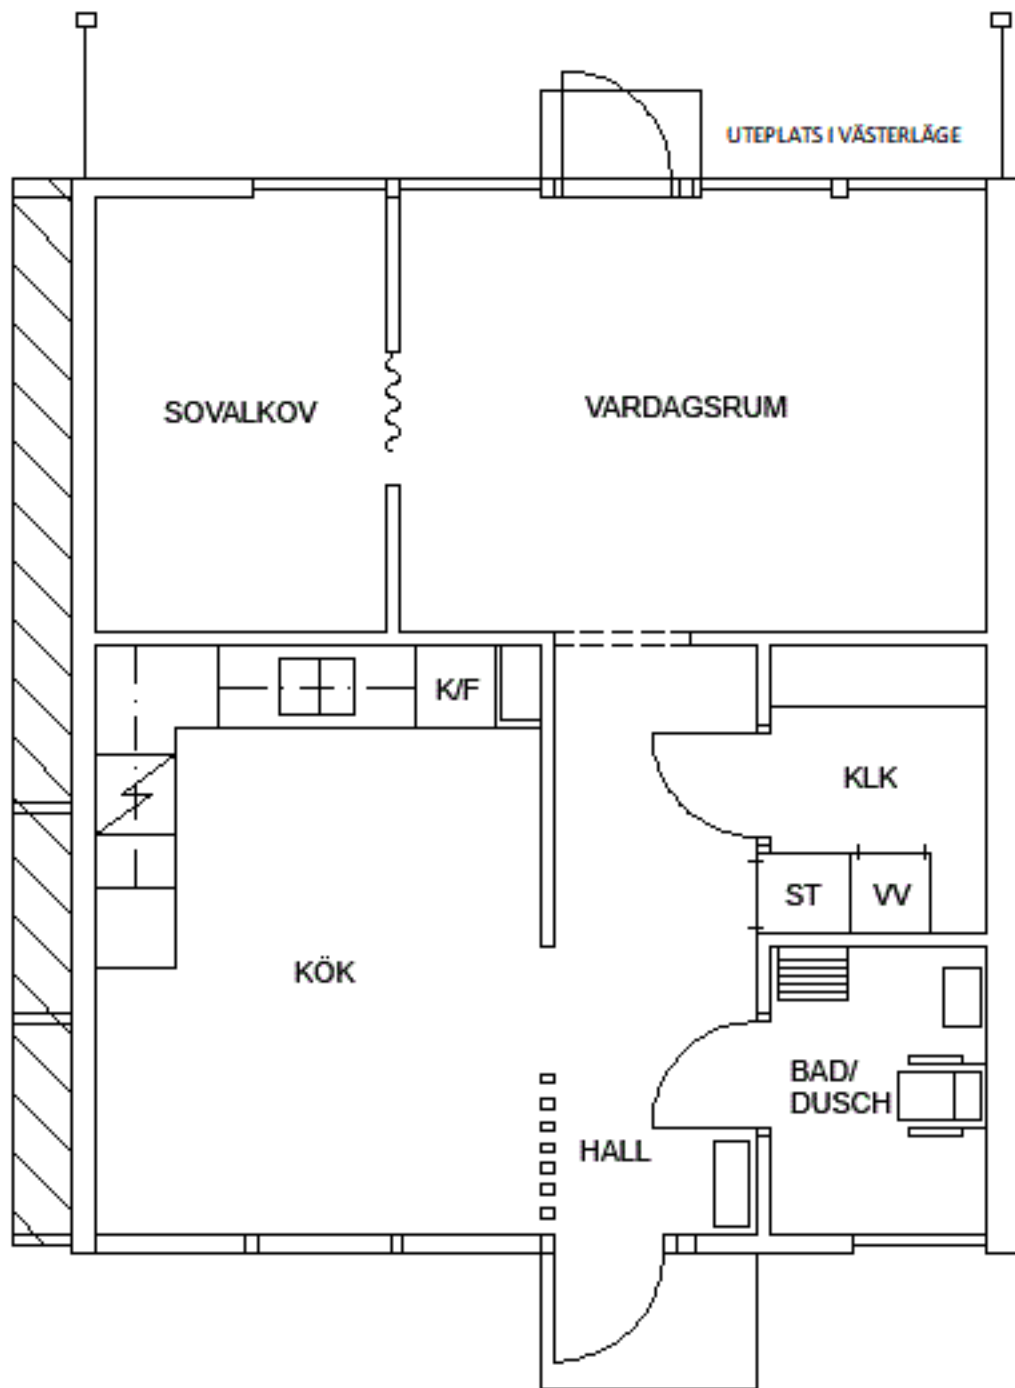 UTEPLATS I VÄSTERLÄGE
SOVALKOV
VARDAGSRUM
K/F
KLK
ST
VV
KÖK
BAD/
DUSCH
HALL